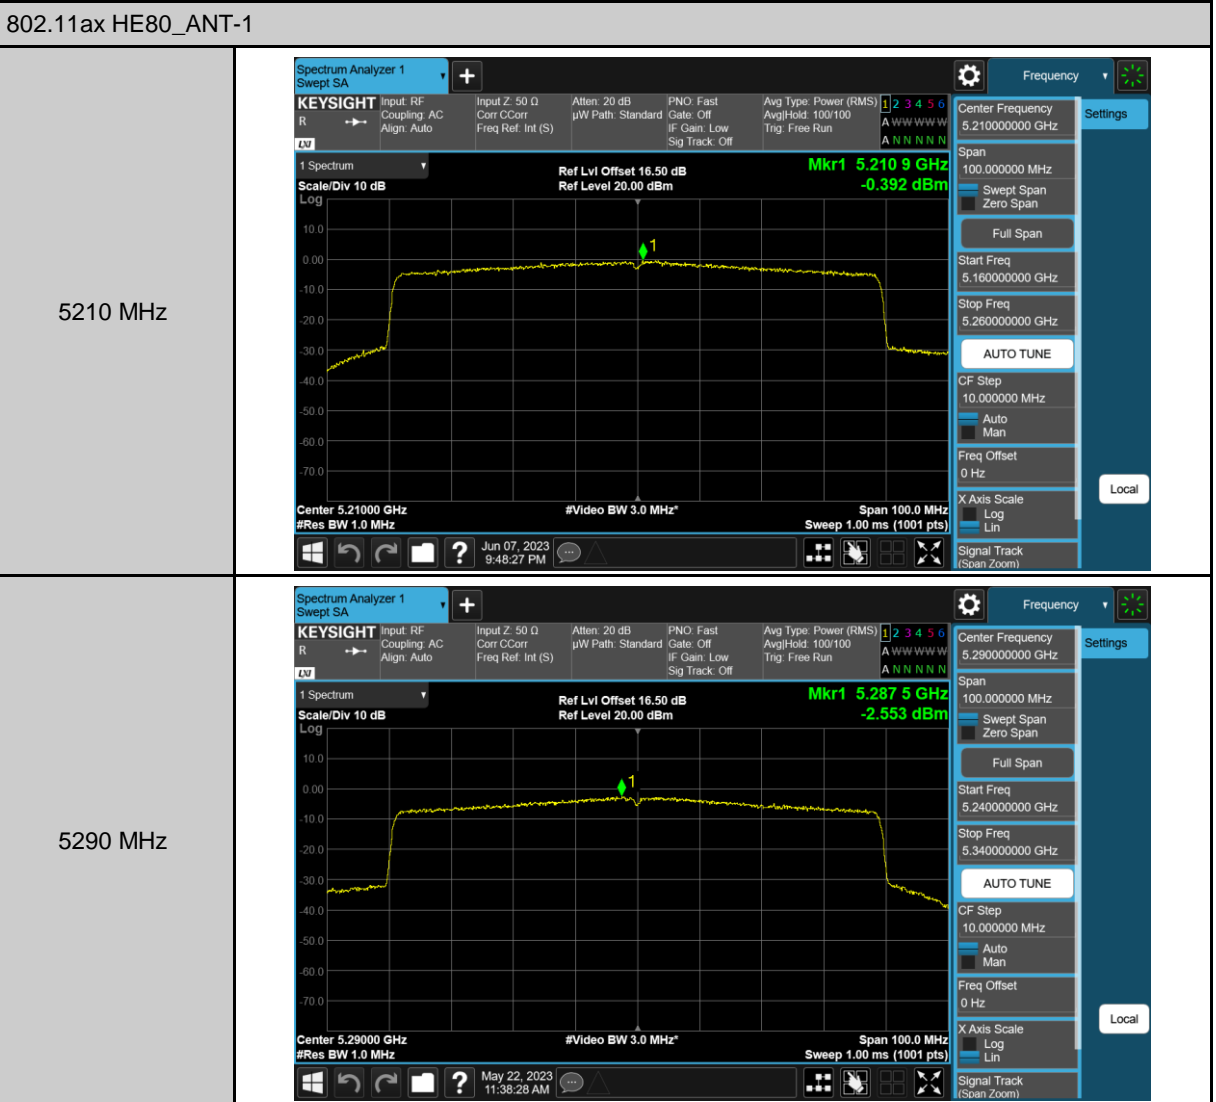 802.11ax HE80_ANT-1
5210 MHz
Spectrum Analyzer 1
Swept SA
Frequency
KEYSIGHT
R
LXI
Input: RF
Coupling: AC
Align: Auto
Input Z: 50 Ω
Corr CCorr
Freq Ref: Int (S)
Atten: 20 dB
µW Path: Standard
PNO: Fast
Gate: Off
IF Gain: Low
Sig Track: Off
Avg Type: Power (RMS)
Avg|Hold: 100/100
Trig: Free Run
1 2 3 4 5 6
A W W W W W
A N N N N N
1 Spectrum
Scale/Div 10 dB
Log
Ref Lvl Offset 16.50 dB
Ref Level 20.00 dBm
Mkr1 5.210 9 GHz
-0.392 dBm
1
10.0
0.00
-10.0
-20.0
-30.0
-40.0
-50.0
-60.0
-70.0
Center 5.21000 GHz
#Res BW 1.0 MHz
#Video BW 3.0 MHz*
Span 100.0 MHz
Sweep 1.00 ms (1001 pts)
?
Jun 07, 2023
9:48:27 PM
Center Frequency
5.210000000 GHz
Settings
Span
100.000000 MHz
Swept Span
Zero Span
Full Span
Start Freq
5.160000000 GHz
Stop Freq
5.260000000 GHz
AUTO TUNE
CF Step
10.000000 MHz
Auto
Man
Freq Offset
0 Hz
X Axis Scale
Log
Lin
Local
Signal Track
(Span Zoom)
5290 MHz
Spectrum Analyzer 1
Swept SA
Frequency
KEYSIGHT
R
LXI
Input: RF
Coupling: AC
Align: Auto
Input Z: 50 Ω
Corr CCorr
Freq Ref: Int (S)
Atten: 20 dB
µW Path: Standard
PNO: Fast
Gate: Off
IF Gain: Low
Sig Track: Off
Avg Type: Power (RMS)
Avg|Hold: 100/100
Trig: Free Run
1 2 3 4 5 6
A W W W W W
A N N N N N
1 Spectrum
Scale/Div 10 dB
Log
Ref Lvl Offset 16.50 dB
Ref Level 20.00 dBm
Mkr1 5.287 5 GHz
-2.553 dBm
1
10.0
0.00
-10.0
-20.0
-30.0
-40.0
-50.0
-60.0
-70.0
Center 5.29000 GHz
#Res BW 1.0 MHz
#Video BW 3.0 MHz*
Span 100.0 MHz
Sweep 1.00 ms (1001 pts)
?
May 22, 2023
11:38:28 AM
Center Frequency
5.290000000 GHz
Settings
Span
100.000000 MHz
Swept Span
Zero Span
Full Span
Start Freq
5.240000000 GHz
Stop Freq
5.340000000 GHz
AUTO TUNE
CF Step
10.000000 MHz
Auto
Man
Freq Offset
0 Hz
X Axis Scale
Log
Lin
Local
Signal Track
(Span Zoom)